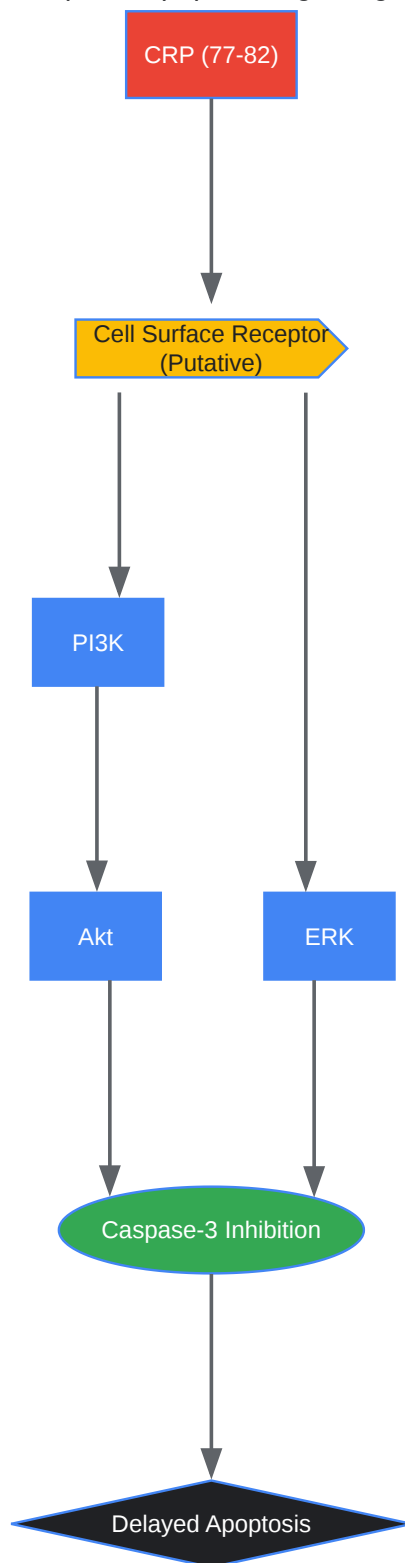 CRP (77-82)
Cell Surface Receptor
(Putative)
PI3K
Akt
ERK
Caspase-3 Inhibition
Delayed Apoptosis